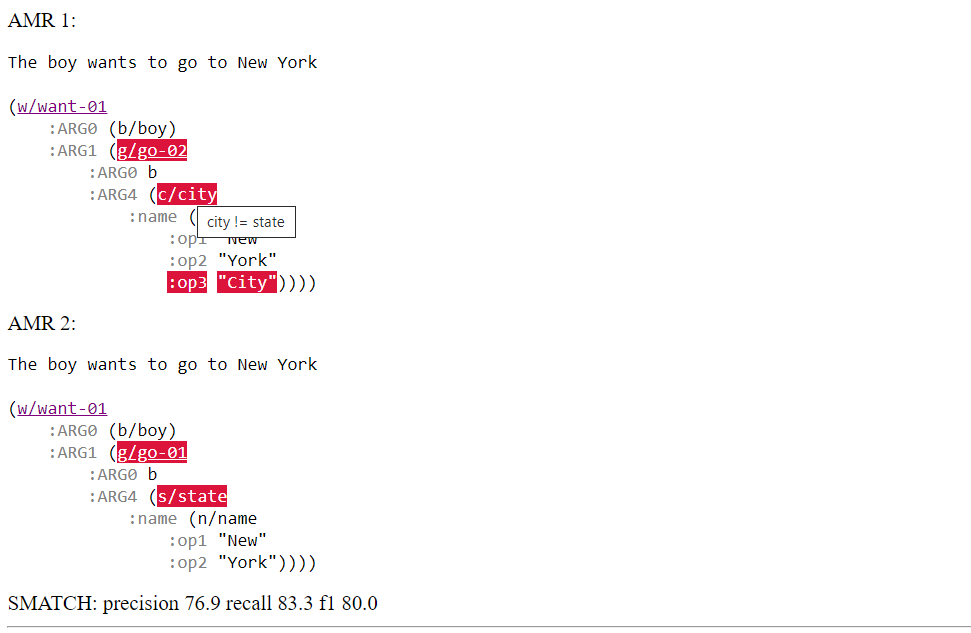 AMR 1:
The boy wants to go to New York
(w/want-01
:ARG0 (b/boy)
:ARG1 (g/go-02
:ARG0 b
:ARG4 (c/city
:name (
city != state
:op1 "New"
:op2 "York"
:op3 "City"))))
AMR 2:
The boy wants to go to New York
(w/want-01
:ARG0 (b/boy)
:ARG1 (g/go-01
:ARG0 b
:ARG4 (s/state
:name (n/name
:op1 "New"
:op2 "York"))))
SMATCH: precision 76.9 recall 83.3 f1 80.0